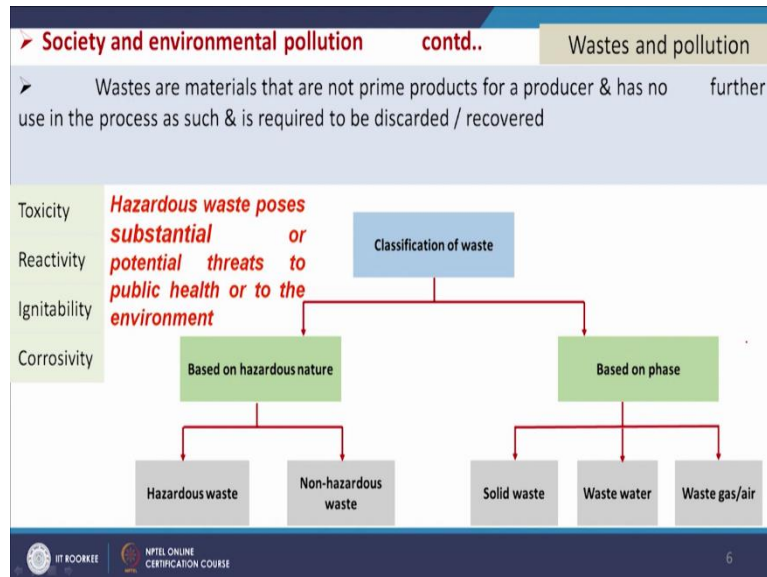 ➢ Society and environmental pollution contd..
Wastes and pollution
➢ Wastes are materials that are not prime products for a producer & has no further
use in the process as such & is required to be discarded / recovered
Toxicity
Reactivity
Ignitability
Corrosivity
Hazardous waste poses
substantial or
potential threats to
public health or to the
environment
Classification of waste
Based on hazardous nature
Based on phase
Hazardous waste
Non-hazardous
waste
Solid waste
Waste water
Waste gas/air
IIT ROORKEE
NPTEL ONLINE
CERTIFICATION COURSE
6